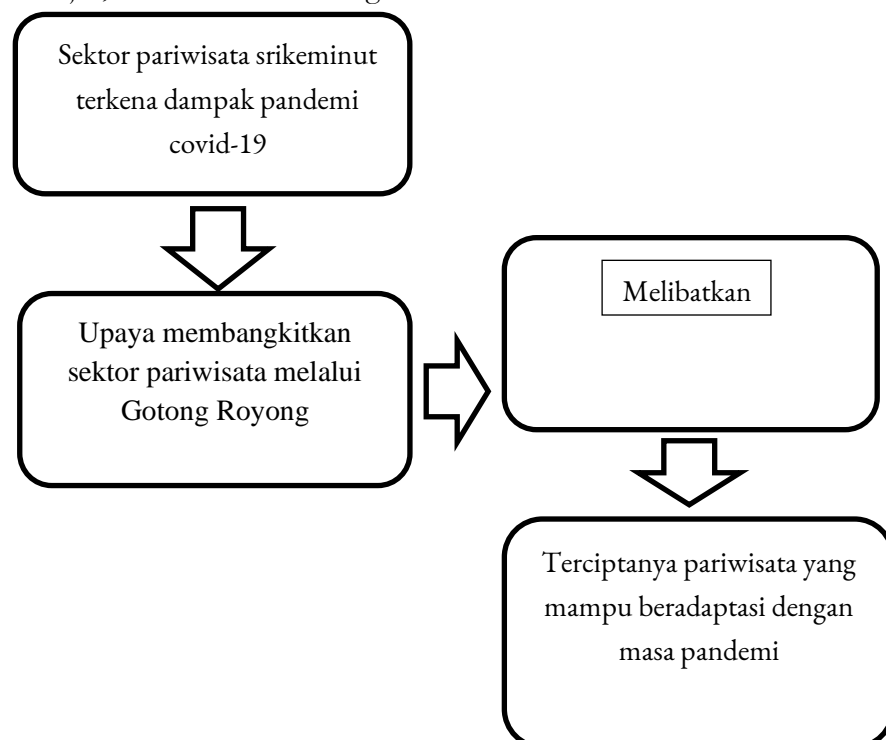 Sektor pariwisata srikeminut
terkena dampak pandemi
covid-19
Upaya membangkitkan
sektor pariwisata melalui
Gotong Royong
Melibatkan
Terciptanya pariwisata yang
mampu beradaptasi dengan
masa pandemi